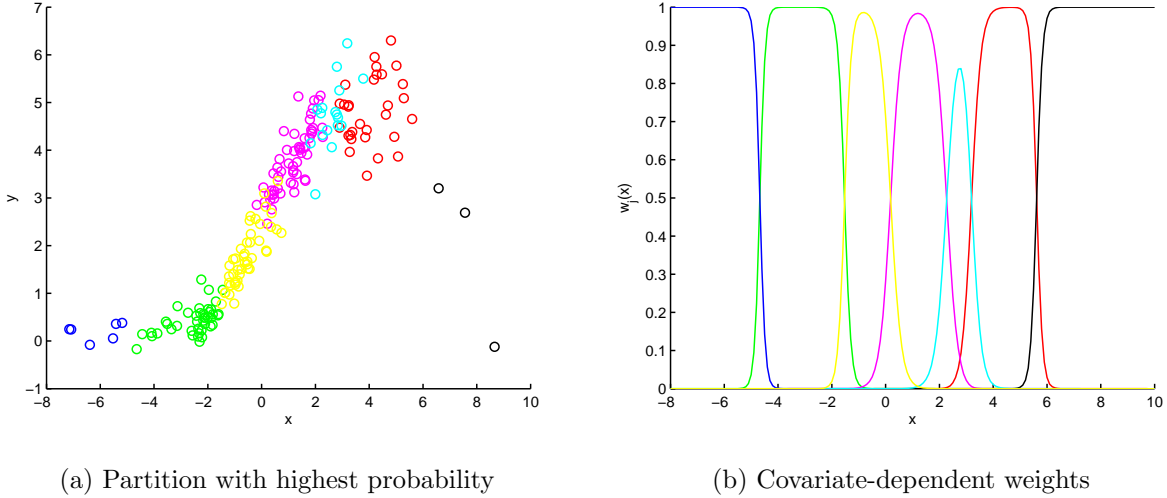 7
6
5
4
3
2
1
0
−1
−8 −6 −4 −2 0 2 4 6 8 10
x
y
1
0.9
0.8
0.7
0.6
0.5
0.4
0.3
0.2
0.1
0
−8 −6 −4 −2 0 2 4 6 8 10
x
w_j(x)
(a) Partition with highest probability
(b) Covariate-dependent weights